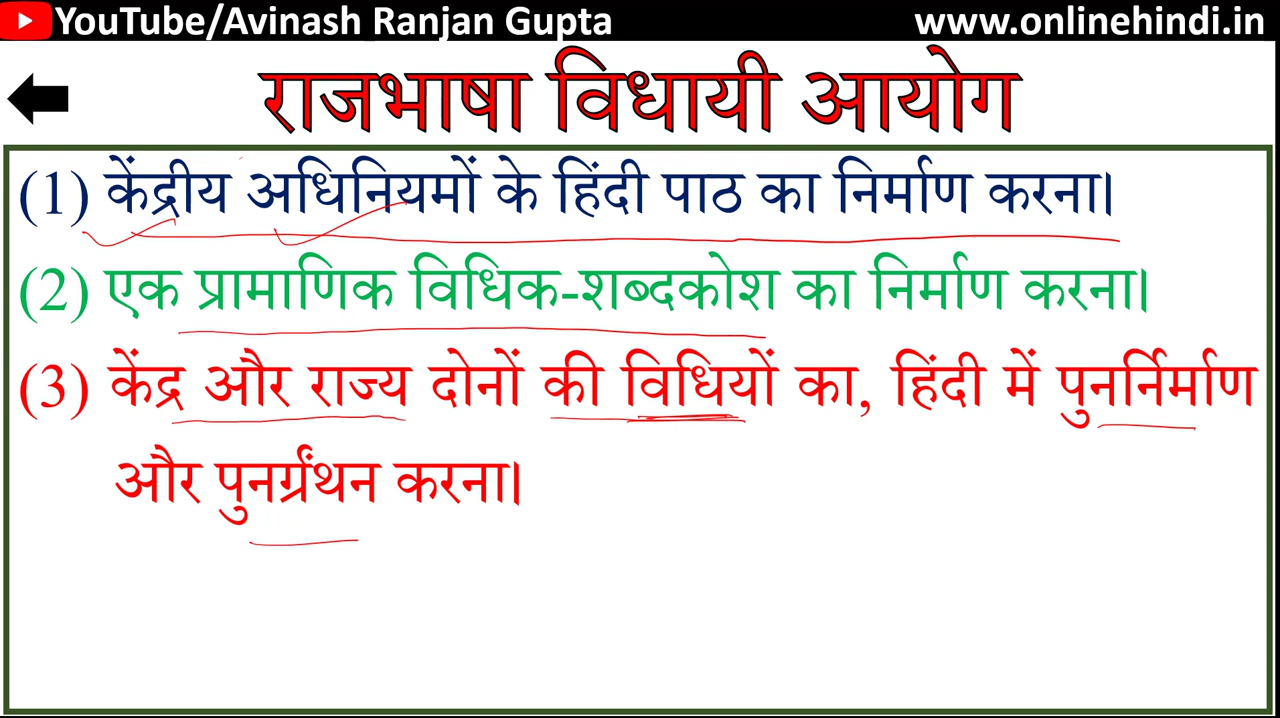 YouTube/Avinash Ranjan Gupta
www.onlinehindi.in
राजभाषा विधायी आयोग
(1) केंद्रीय अधिनियमों के हिंदी पाठ का निर्माण करना।
(2) एक प्रामाणिक विधिक-शब्दकोश का निर्माण करना।
(3) केंद्र और राज्य दोनों की विधियों का, हिंदी में पुनर्निर्माण
और पुनर्ग्रंथन करना।